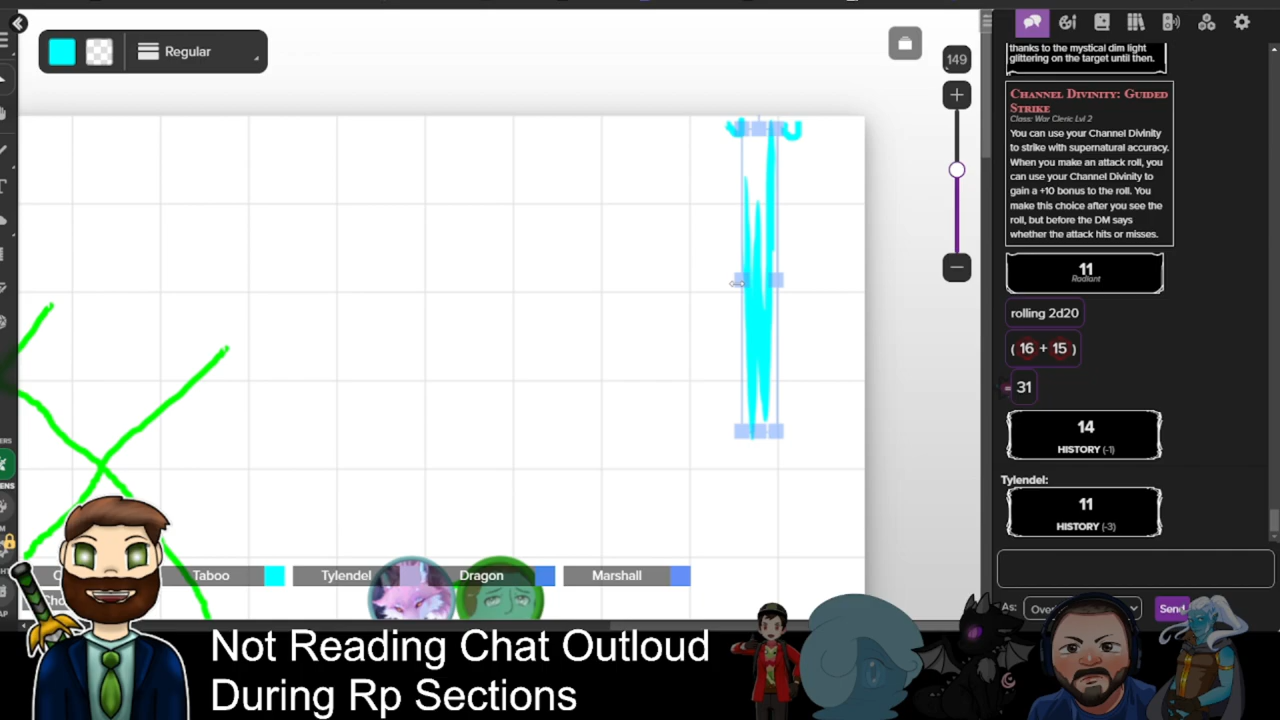 Regular
149
thanks to the mystical dim light
glittering on the target until then.
Channel Divinity: Guided
Strike
Class: War Cleric Lvl 2
You can use your Channel Divinity
to strike with supernatural accuracy.
When you make an attack roll, you
can use your Channel Divinity to
gain a +10 bonus to the roll. You
make this choice after you see the
roll, but before the DM says
whether the attack hits or misses.
11
Radiant
rolling 2d20
( 16 + 15 )
= 31
14
HISTORY (-1)
Tylendel:
11
HISTORY (-3)
Taboo
Tylendel
Dragon
Marshall
As:
Send
Not Reading Chat Outloud
During Rp Sections